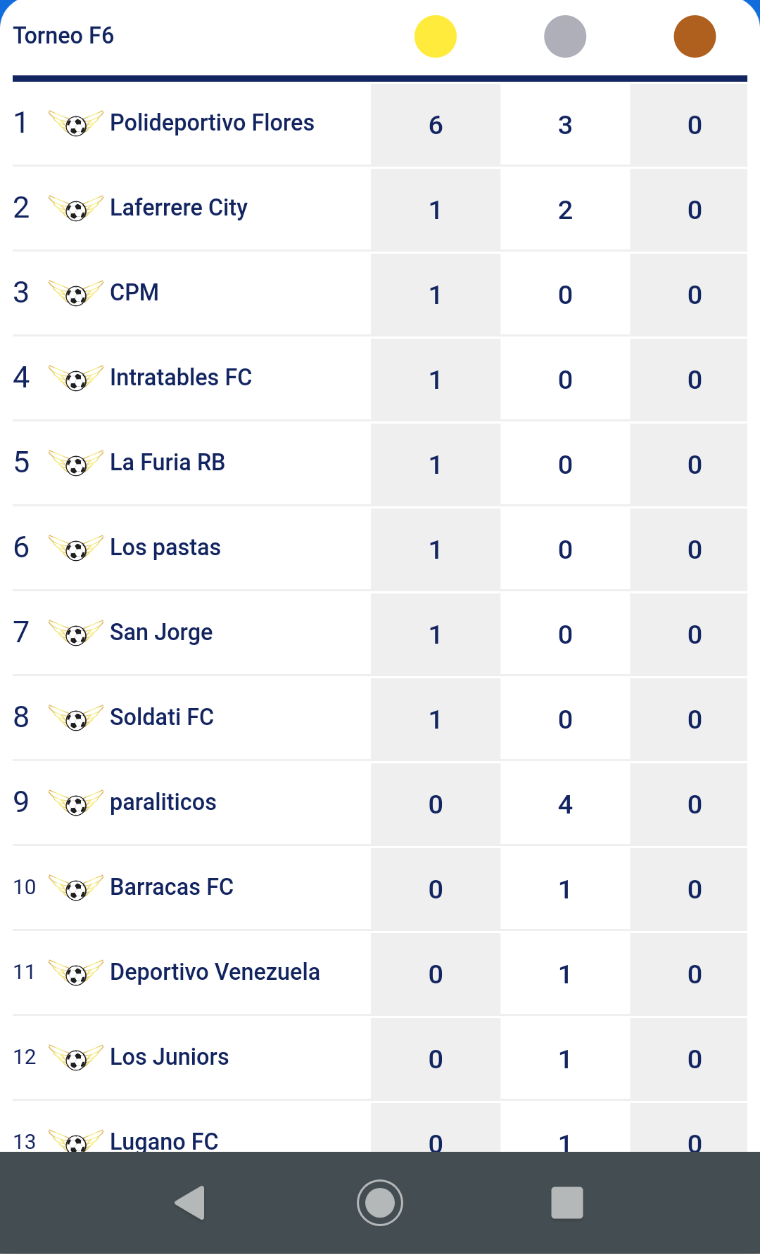 Torneo F6
1 Polideportivo Flores 6 3 0
2 Laferrere City 1 2 0
3 CPM 1 0 0
4 Intratables FC 1 0 0
5 La Furia RB 1 0 0
6 Los pastas 1 0 0
7 San Jorge 1 0 0
8 Soldati FC 1 0 0
9 paraliticos 0 4 0
10 Barracas FC 0 1 0
11 Deportivo Venezuela 0 1 0
12 Los Juniors 0 1 0
13 Lugano FC 0 1 0